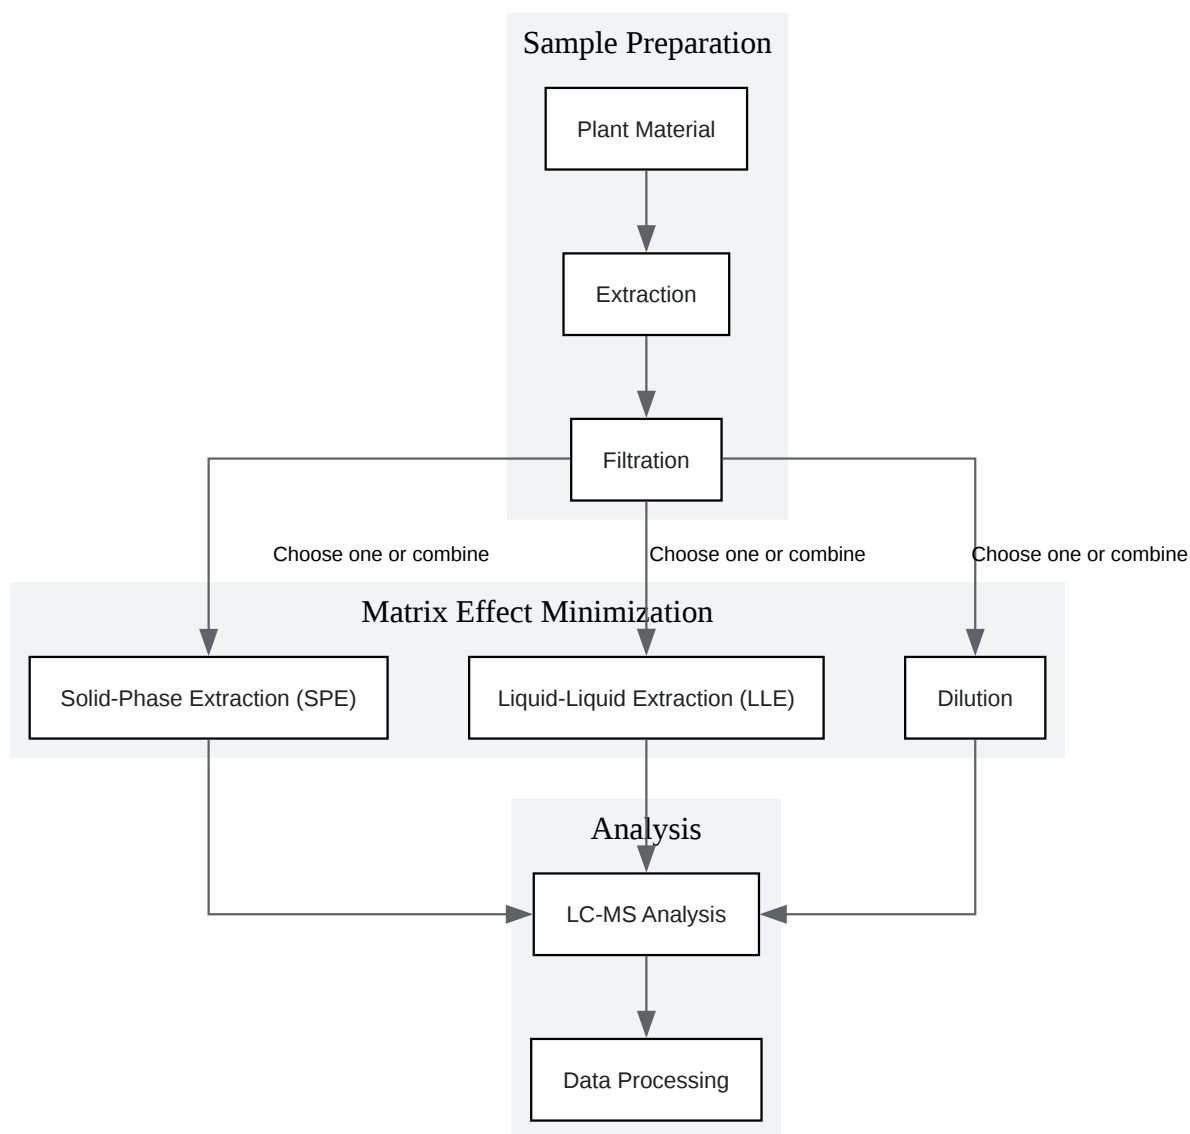 Sample Preparation
Plant Material
Extraction
Filtration
Choose one or combine
Choose one or combine
Choose one or combine
Matrix Effect Minimization
Solid-Phase Extraction (SPE)
Liquid-Liquid Extraction (LLE)
Dilution
Analysis
LC-MS Analysis
Data Processing